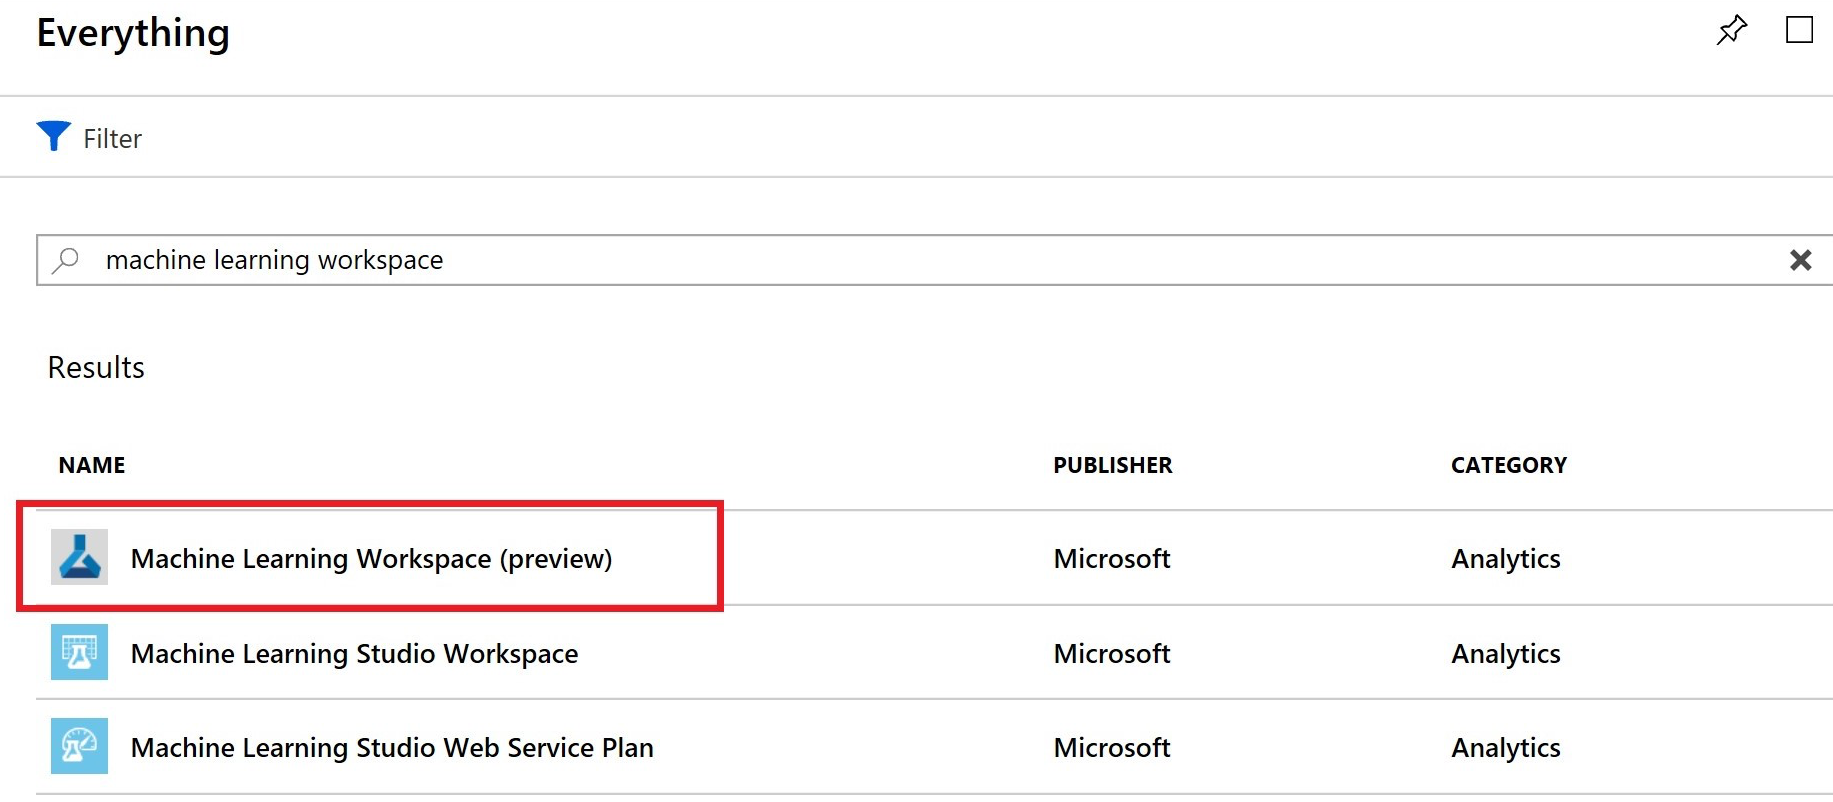 Everything
Filter
machine learning workspace
Results
NAME PUBLISHER CATEGORY
Machine Learning Workspace (preview) Microsoft Analytics
Machine Learning Studio Workspace Microsoft Analytics
Machine Learning Studio Web Service Plan Microsoft Analytics